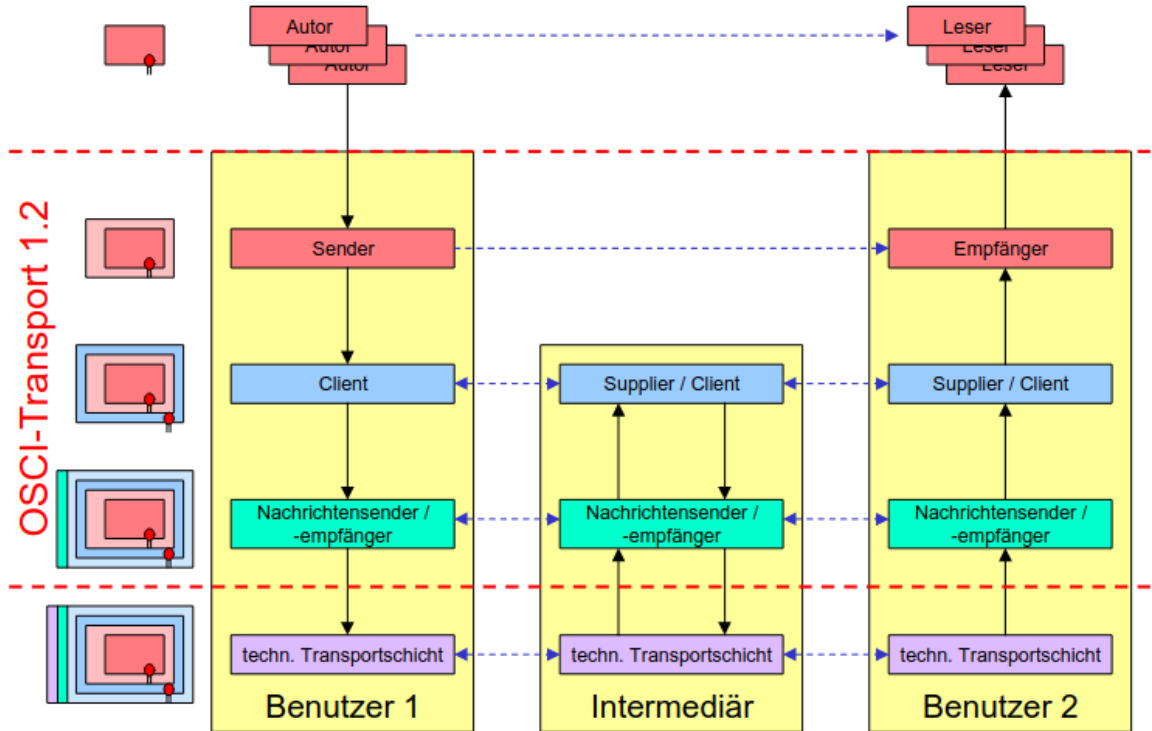 Autor
Autor
Autor
Leser
Leser
Leser
OSCI-Transport 1.2
Sender
Empfänger
Client
Supplier / Client
Supplier / Client
Nachrichtensender /
-empfänger
Nachrichtensender /
-empfänger
Nachrichtensender /
-empfänger
techn. Transportschicht
techn. Transportschicht
techn. Transportschicht
Benutzer 1
Intermediär
Benutzer 2